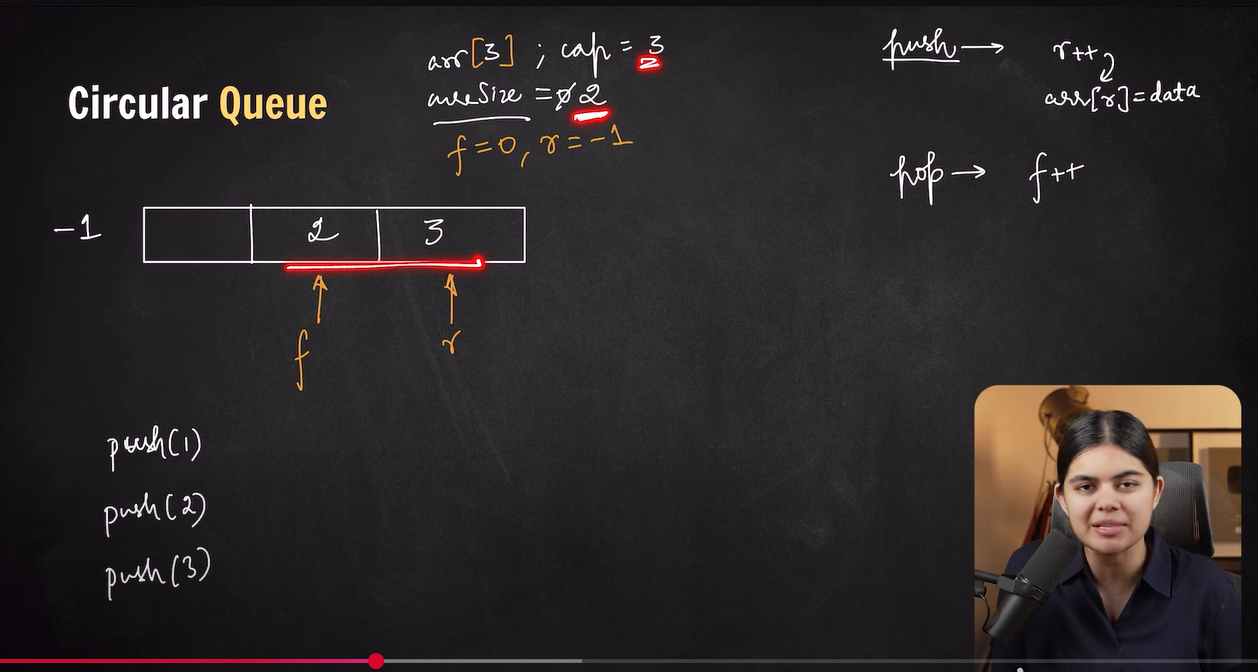 Circular Queue
arr[3] ; cap = 3
currSize = 0 2
f=0, r=-1
push → r++
arr[r]=data
pop → f++
-1
2 3
f r
push(1)
push(2)
push(3)